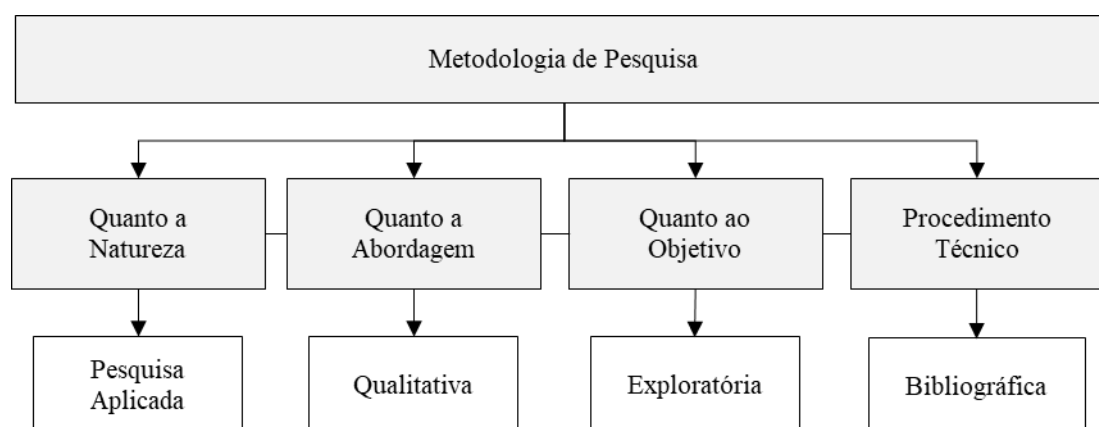 Metodologia de Pesquisa
Quanto a
Natureza
Quanto a
Abordagem
Quanto ao
Objetivo
Procedimento
Técnico
Pesquisa
Aplicada
Qualitativa
Exploratória
Bibliográfica